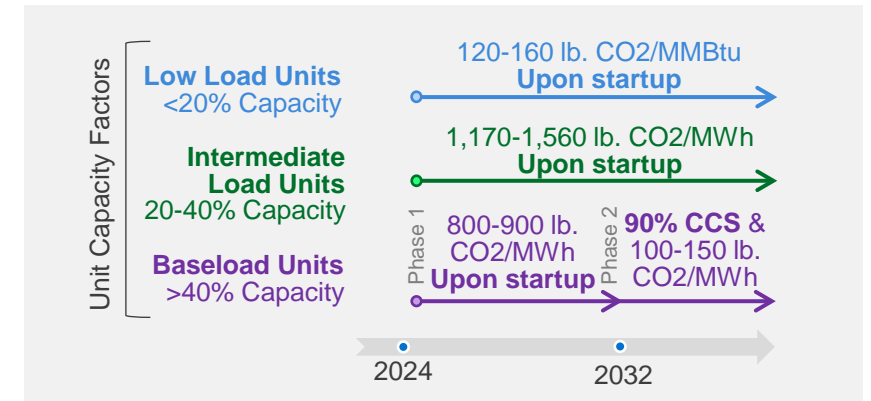 Unit Capacity Factors
Low Load Units
<20% Capacity
120-160 lb. CO2/MMBtu
Upon startup
Intermediate
Load Units
20-40% Capacity
1,170-1,560 lb. CO2/MWh
Upon startup
Baseload Units
>40% Capacity
Phase 1
800-900 lb.
CO2/MWh
Upon startup
Phase 2
90% CCS &
100-150 lb.
CO2/MWh
2024
2032